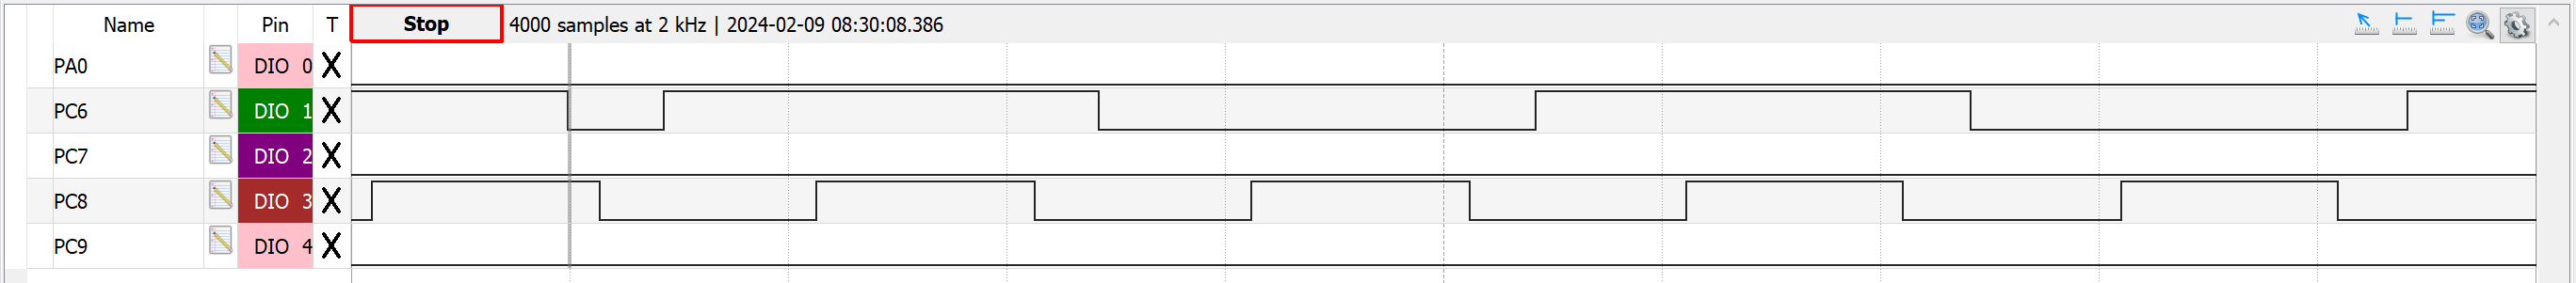 Name Pin T Stop 4000 samples at 2 kHz | 2024-02-09 08:30:08.386
PA0 DIO 0 X
PC6 DIO 1 X
PC7 DIO 2 X
PC8 DIO 3 X
PC9 DIO 4 X